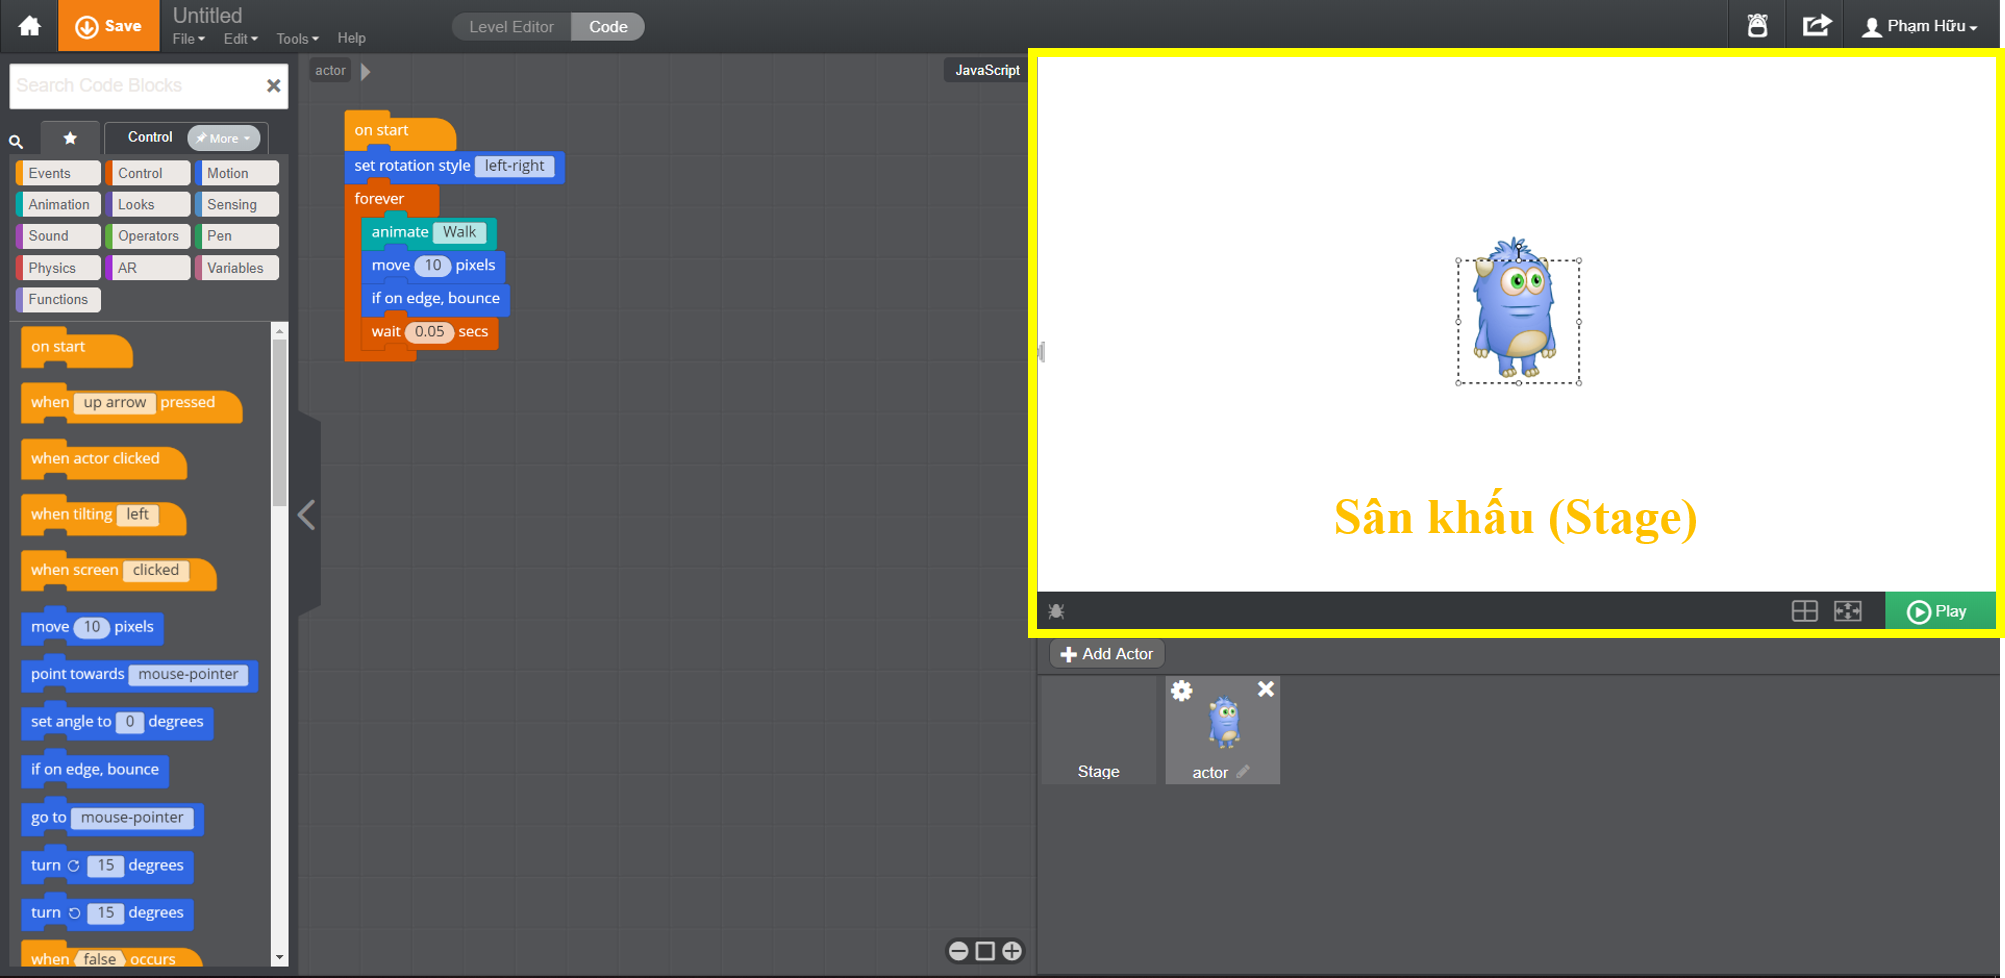 Save
Untitled
File
Edit
Tools
Help
Level Editor
Code
Phạm Hữu
Search Code Blocks
Control
More
Events
Control
Motion
Animation
Looks
Sensing
Sound
Operators
Pen
Physics
AR
Variables
Functions
on start
when up arrow pressed
when actor clicked
when tilting left
when screen clicked
move 10 pixels
point towards mouse-pointer
set angle to 0 degrees
if on edge, bounce
go to mouse-pointer
turn 15 degrees
turn 15 degrees
when false occurs
actor
JavaScript
on start
set rotation style left-right
forever
animate Walk
move 10 pixels
if on edge, bounce
wait 0.05 secs
Sân khấu (Stage)
Play
Add Actor
Stage
actor